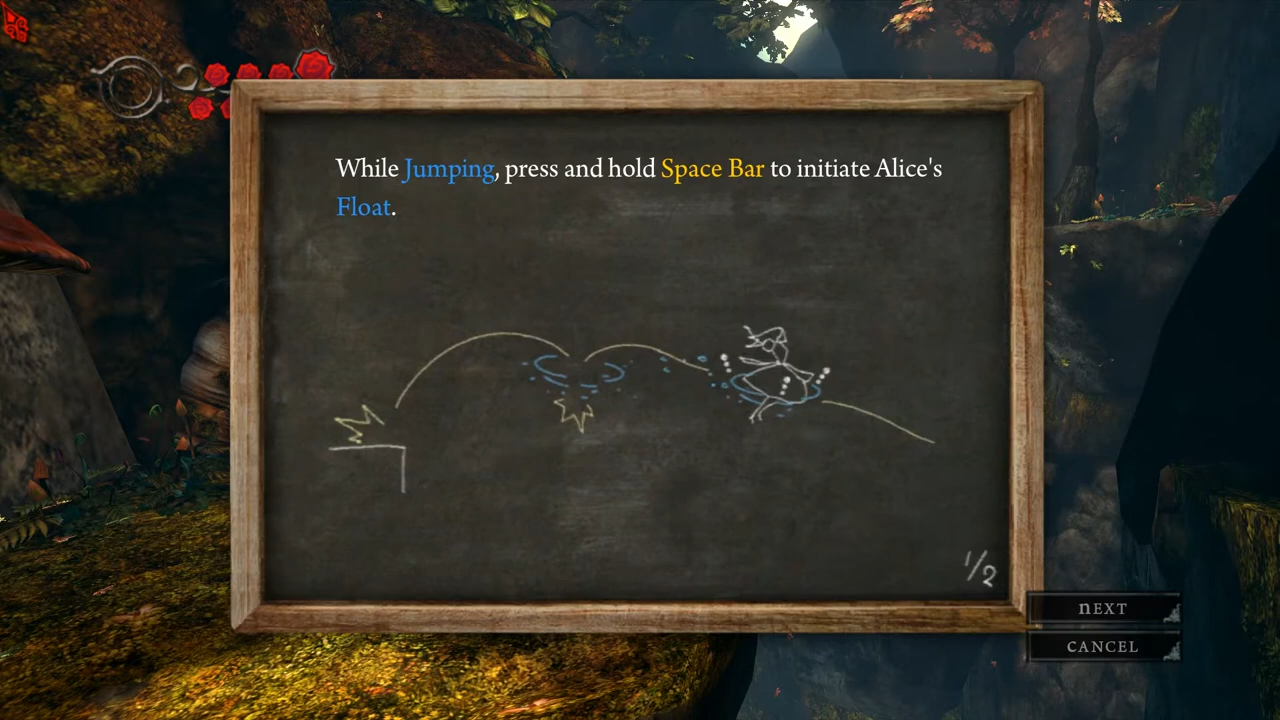 While Jumping, press and hold Space Bar to initiate Alice's
Float.
1/2
NEXT
CANCEL